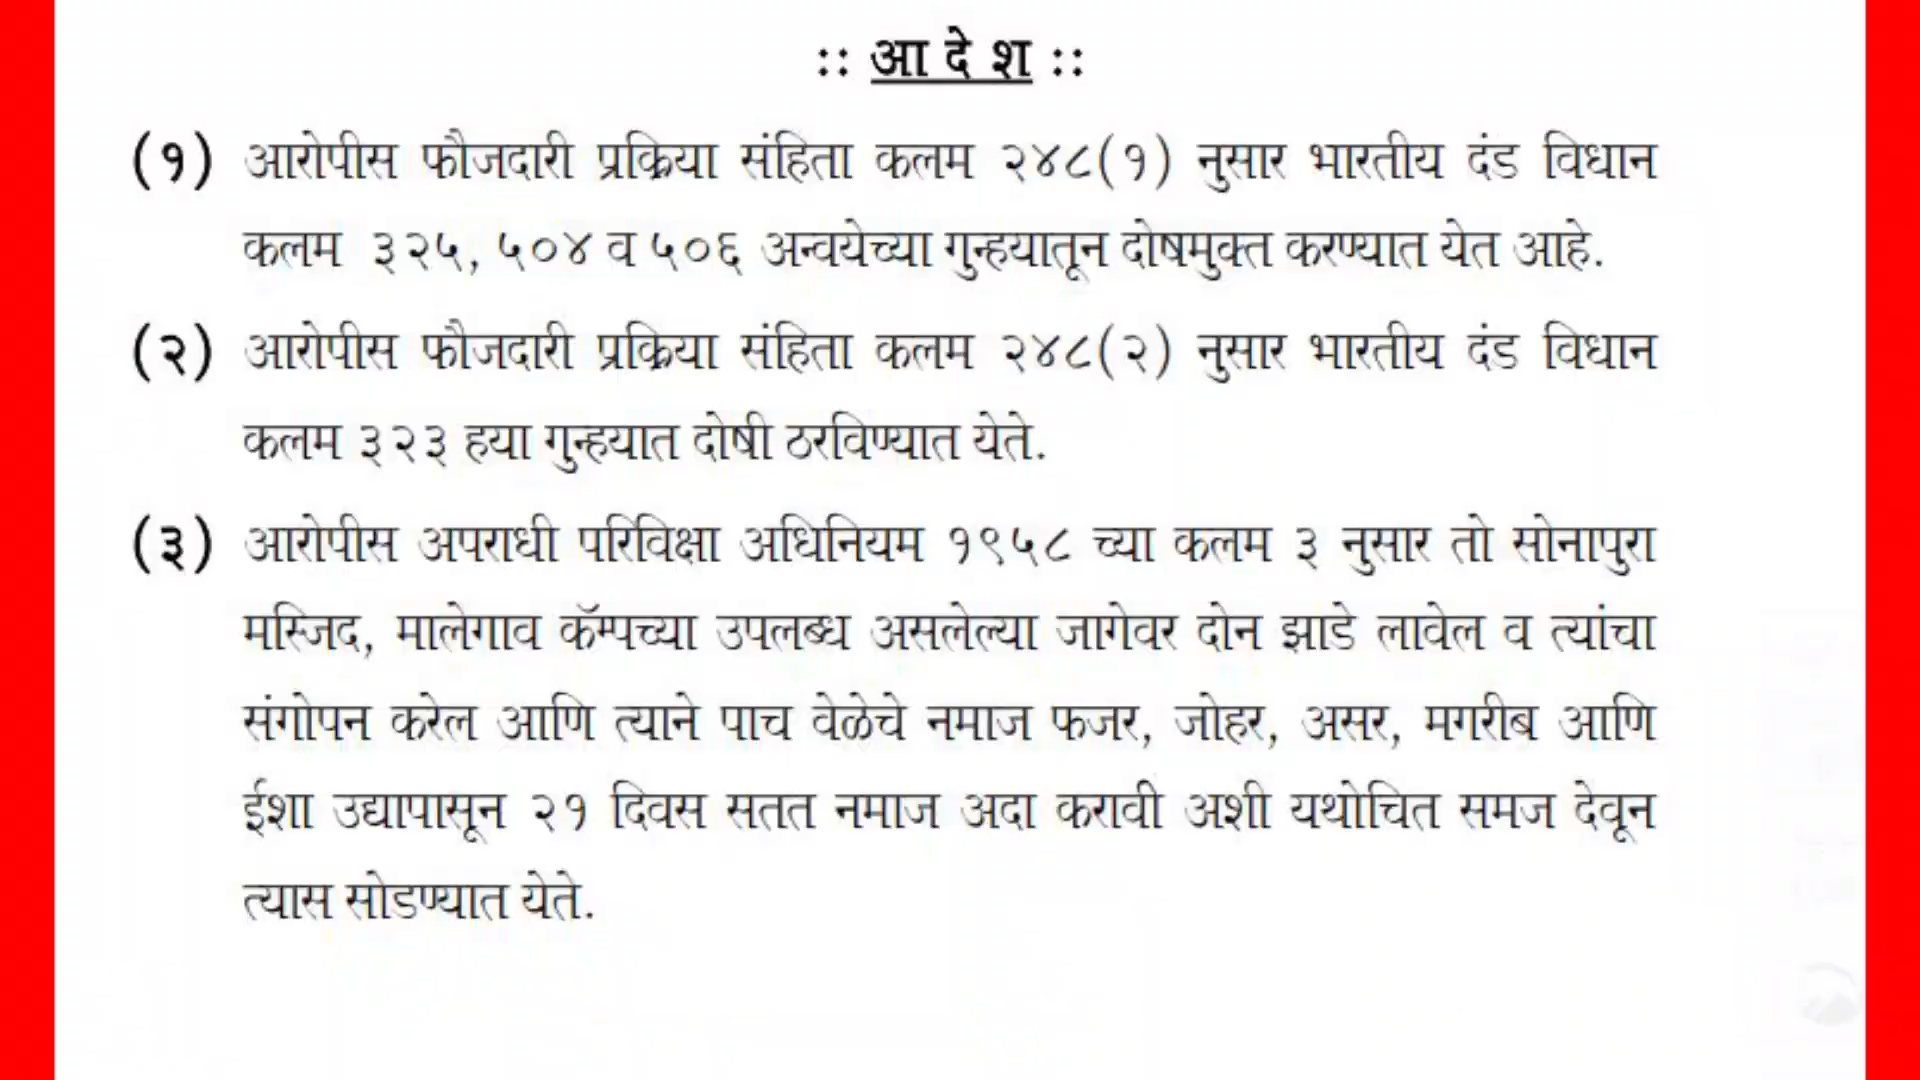 :: आ दे श ::
(१) आरोपीस फौजदारी प्रक्रिया संहिता कलम २४८(१) नुसार भारतीय दंड विधान
कलम ३२५, ५०४ व ५०६ अन्वयेच्या गुन्हयातून दोषमुक्त करण्यात येत आहे.
(२) आरोपीस फौजदारी प्रक्रिया संहिता कलम २४८(२) नुसार भारतीय दंड विधान
कलम ३२३ हया गुन्हयात दोषी ठरविण्यात येते.
(३) आरोपीस अपराधी परिविक्षा अधिनियम १९५८ च्या कलम ३ नुसार तो सोनापुरा
मस्जिद, मालेगाव कॅम्पच्या उपलब्ध असलेल्या जागेवर दोन झाडे लावेल व त्यांचा
संगोपन करेल आणि त्याने पाच वेळेचे नमाज फजर, जोहर, असर, मगरीब आणि
ईशा उद्यापासून २१ दिवस सतत नमाज अदा करावी अशी यथोचित समज देवून
त्यास सोडण्यात येते.